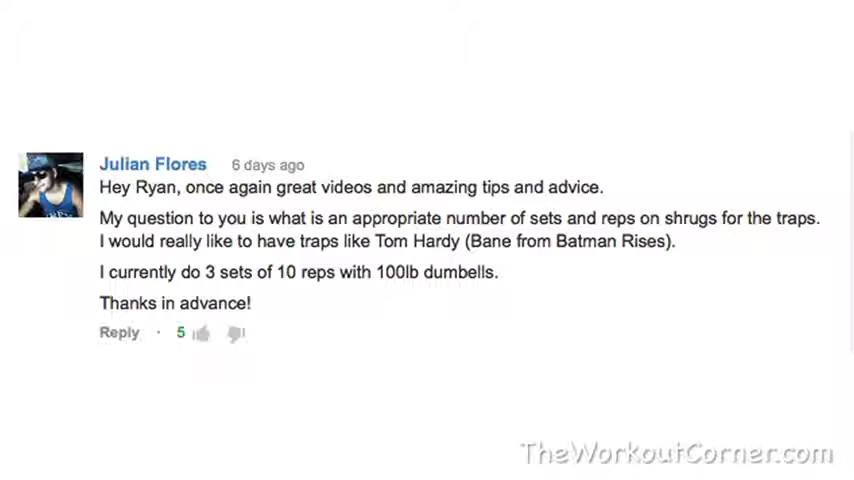 Julian Flores 6 days ago
Hey Ryan, once again great videos and amazing tips and advice.
My question to you is what is an appropriate number of sets and reps on shrugs for the traps.
I would really like to have traps like Tom Hardy (Bane from Batman Rises).
I currently do 3 sets of 10 reps with 100lb dumbells.
Thanks in advance!
Reply · 5
TheWorkoutCorner.com